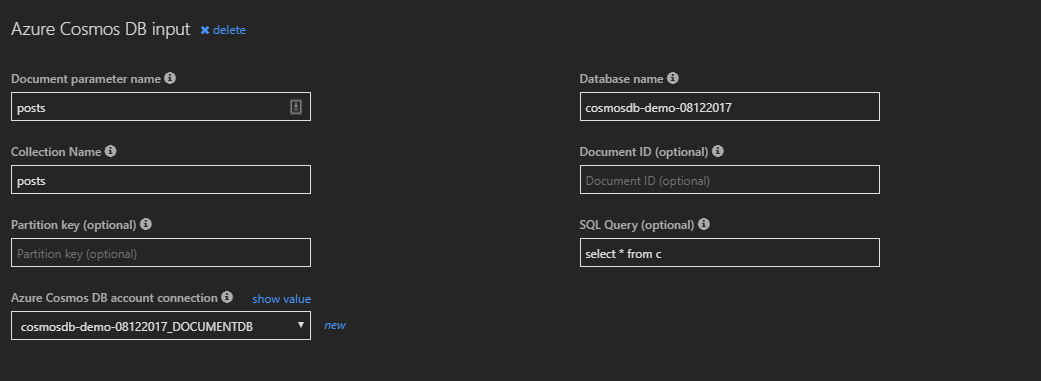 Azure Cosmos DB input ✖ delete
Document parameter name
Database name
posts
cosmosdb-demo-08122017
Collection Name
Document ID (optional)
posts
Document ID (optional)
Partition key (optional)
SQL Query (optional)
Partition key (optional)
select * from c
Azure Cosmos DB account connection show value
cosmosdb-demo-08122017_DOCUMENTDB new